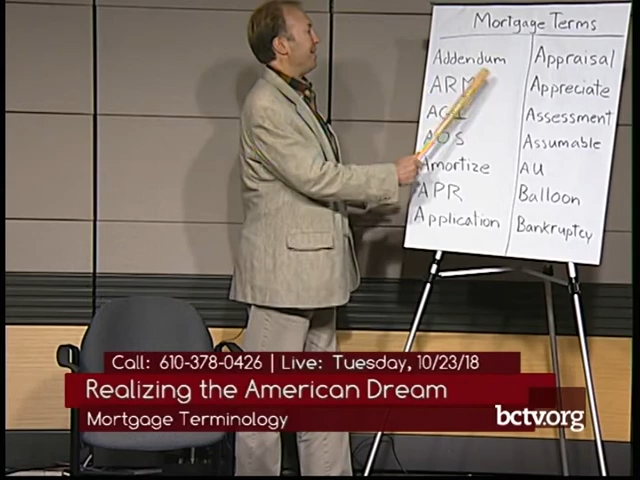 Mortgage Terms
Addendum
ARM
AGI
AOS
Amortize
APR
Application
Appraisal
Appreciate
Assessment
Assumable
AU
Balloon
Bankruptcy
Call: 610-378-0426 | Live: Tuesday, 10/23/18
Realizing the American Dream
Mortgage Terminology
bctv.org